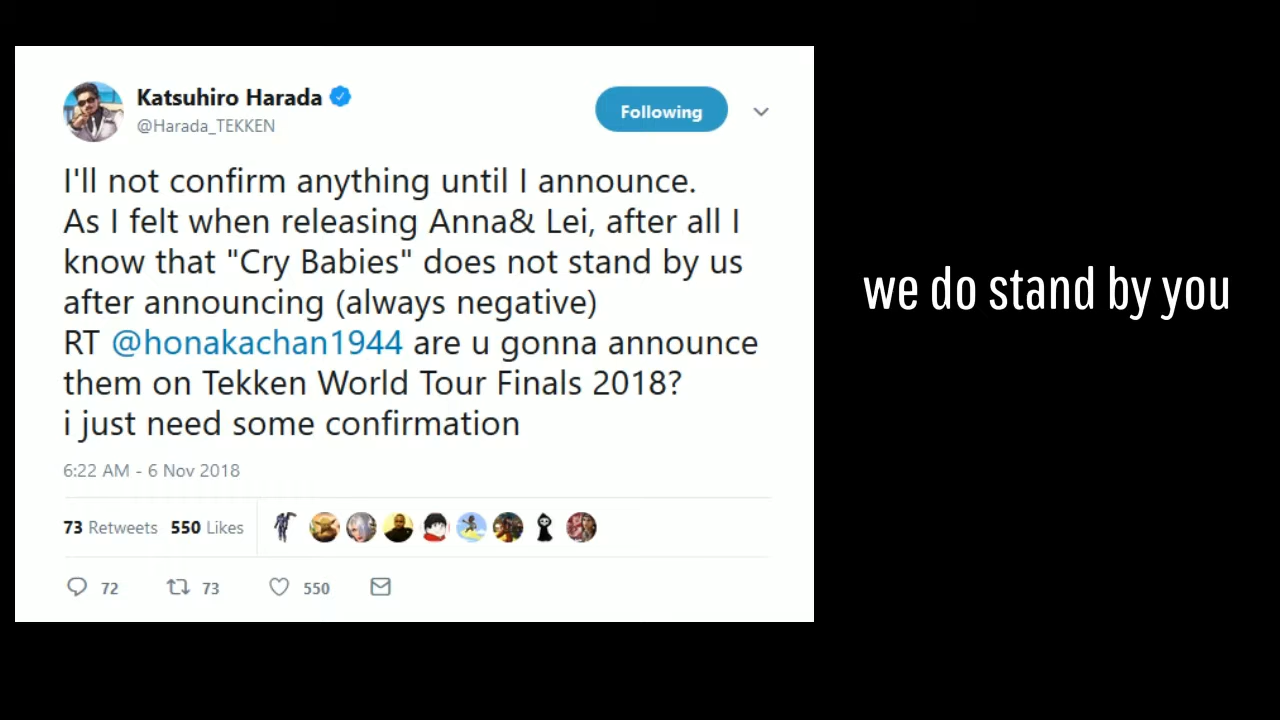 Katsuhiro Harada
@Harada_TEKKEN
Following
I'll not confirm anything until I announce.
As I felt when releasing Anna& Lei, after all I
know that "Cry Babies" does not stand by us
after announcing (always negative)
RT @honakachan1944 are u gonna announce
them on Tekken World Tour Finals 2018?
i just need some confirmation
6:22 AM - 6 Nov 2018
73 Retweets 550 Likes
72 73 550
we do stand by you